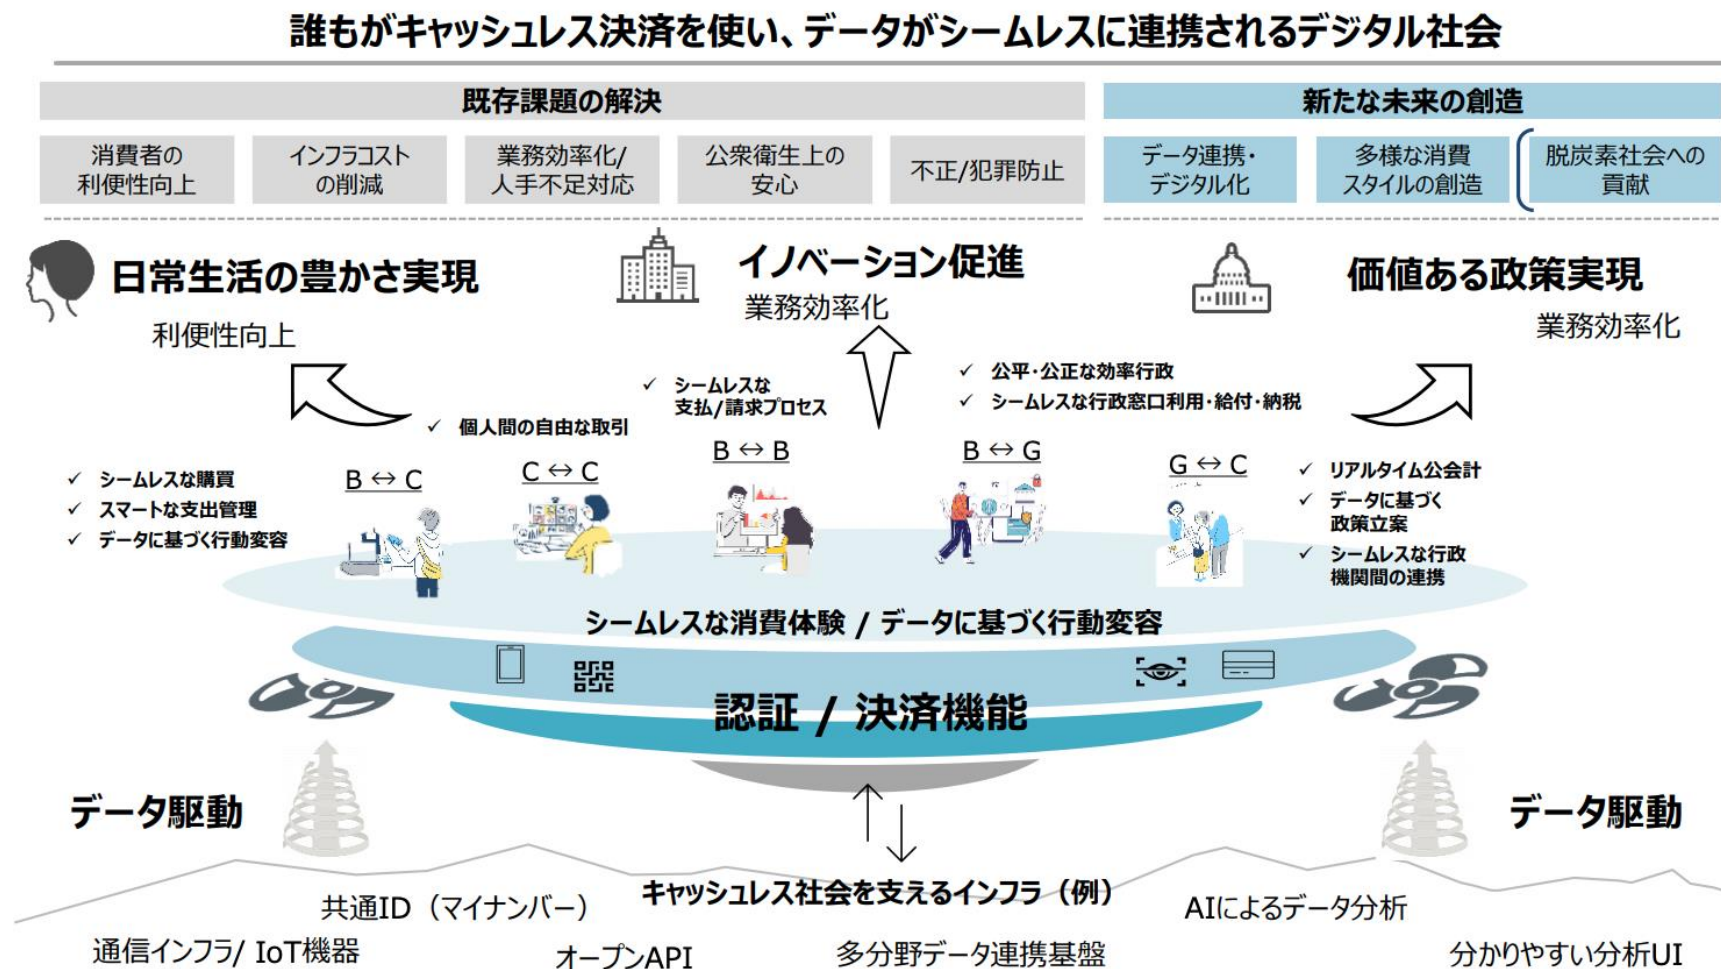 誰もがキャッシュレス決済を使い、データがシームレスに連携されるデジタル社会
既存課題の解決
新たな未来の創造
消費者の
利便性向上
インフラコスト
の削減
業務効率化/
人手不足対応
公衆衛生上の
安心
不正/犯罪防止
データ連携・
デジタル化
多様な消費
スタイルの創造
脱炭素社会への
貢献
日常生活の豊かさ実現
利便性向上
イノベーション促進
業務効率化
価値ある政策実現
業務効率化
✓ シームレスな
支払/請求プロセス
✓ 公平・公正な効率行政
✓ シームレスな行政窓口利用・給付・納税
✓ 個人間の自由な取引
✓ シームレスな購買
✓ スマートな支出管理
✓ データに基づく行動変容
B ↔ C
C ↔ C
B ↔ B
B ↔ G
G ↔ C
✓ リアルタイム公会計
✓ データに基づく
政策立案
✓ シームレスな行政
機関間の連携
シームレスな消費体験 / データに基づく行動変容
認証 / 決済機能
データ駆動
データ駆動
キャッシュレス社会を支えるインフラ（例）
共通ID（マイナンバー）
AIによるデータ分析
通信インフラ/ IoT機器
オープンAPI
多分野データ連携基盤
分かりやすい分析UI